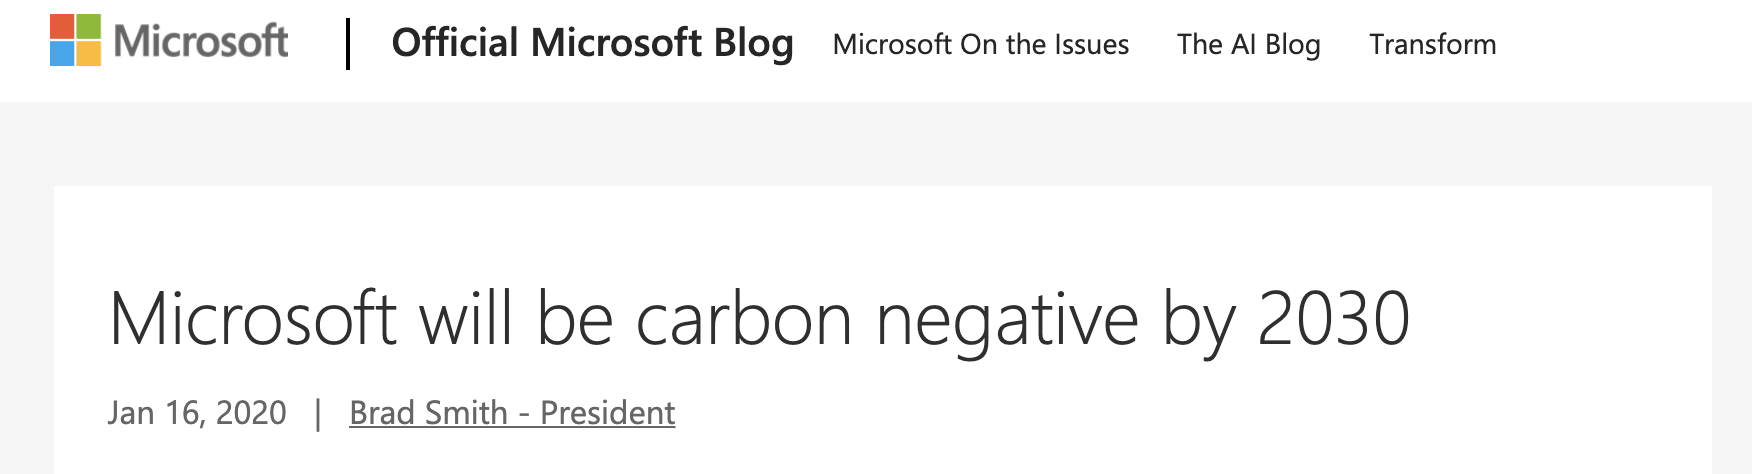 Microsoft | Official Microsoft Blog Microsoft On the Issues The AI Blog Transform
Microsoft will be carbon negative by 2030
Jan 16, 2020 | Brad Smith - President